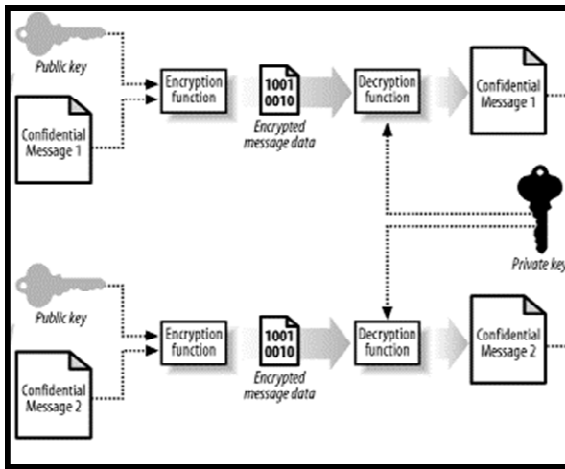 Public key
Confidential
Message 1
Encryption
function
1001
0010
Encrypted
message data
Decryption
function
Confidential
Message 1
Private key
Public key
Confidential
Message 2
Encryption
function
1001
0010
Encrypted
message data
Decryption
function
Confidential
Message 2